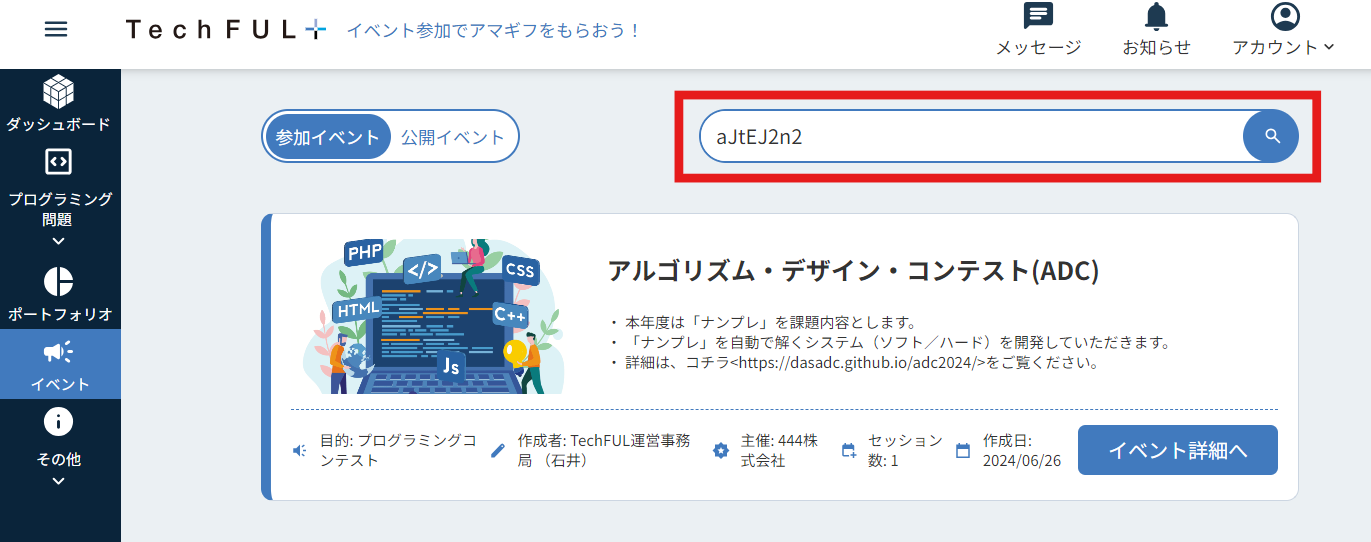 TechFUL+ イベント参加でアマギフをもらおう！
メッセージ
お知らせ
アカウント
ダッシュボード
プログラミング
問題
ポートフォリオ
イベント
その他
参加イベント
公開イベント
aJtEJ2n2
PHP
</>
CSS
HTML
C++
Js
アルゴリズム・デザイン・コンテスト(ADC)
・ 本年度は「ナンプレ」を課題内容とします。
・ 「ナンプレ」を自動で解くシステム（ソフト／ハード）を開発していただきます。
・ 詳細は、コチラ<https://dasadc.github.io/adc2024/>をご覧ください。
目的: プログラミングコ
ンテスト
作成者: TechFUL運営事務
局 （石井）
主催: 444株
式会社
セッション
数: 1
作成日:
2024/06/26
イベント詳細へ